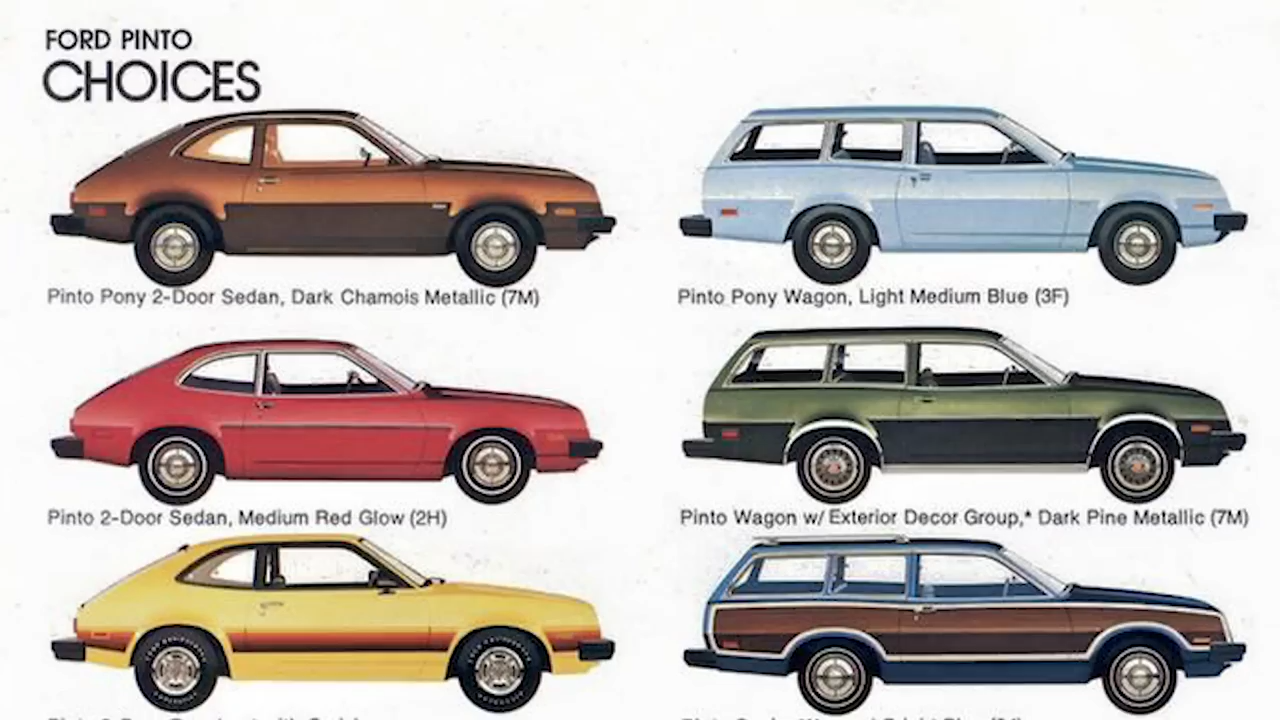 FORD PINTO
CHOICES
Pinto Pony 2-Door Sedan, Dark Chamois Metallic (7M)
Pinto Pony Wagon, Light Medium Blue (3F)
Pinto 2-Door Sedan, Medium Red Glow (2H)
Pinto Wagon w/Exterior Decor Group,* Dark Pine Metallic (7M)